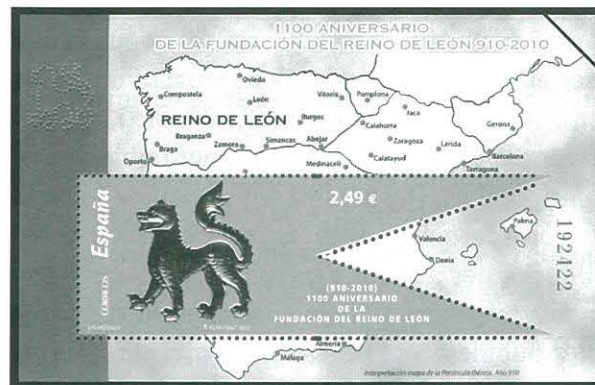 1100 ANIVERSARIO
DE LA FUNDACIÓN DEL REINO DE LEÓN 910-2010
Oviedo
Compostela
León
Vitoria
Pamplona
Jaca
REINO DE LEÓN
Burgos
Calahorra
Gerona
Braganza
Zaragoza
Lérida
Braga
Zamora
Simancas
Abejar
Barcelona
Oporto
Medinaceli
Calatayud
Tarragona
2,49 €
España
CORREOS
Palma
Valencia
Denia
192422
(910-2010)
1100 ANIVERSARIO
DE LA
FUNDACIÓN DEL REINO DE LEÓN
Almería
Málaga
Interpretación mapa de la Península Ibérica. Año 910